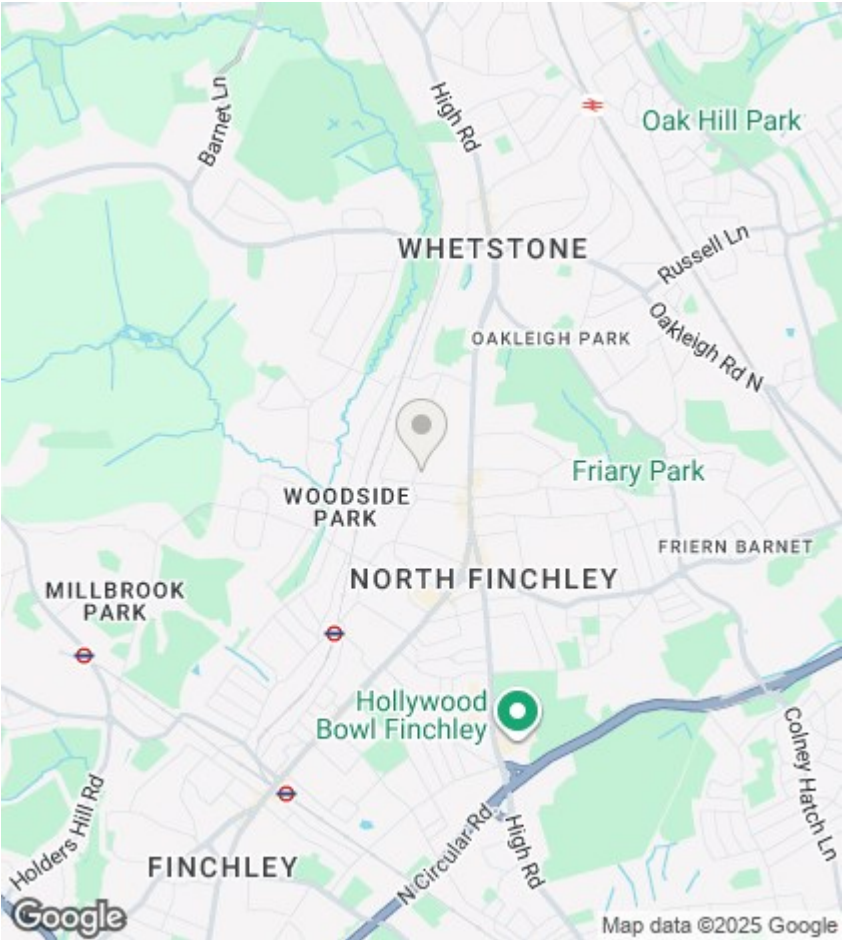 High Rd
Barnet Ln
Oak Hill Park
WHETSTONE
Russell Ln
OAKLEIGH PARK
Oakleigh Rd N
Friary Park
WOODSIDE
PARK
FRIERN BARNET
NORTH FINCHLEY
MILLBROOK
PARK
Hollywood
Bowl Finchley
Colney Hatch Ln
Holders Hill Rd
N Circular Rd
High Rd
FINCHLEY
Google
Map data ©2025 Google